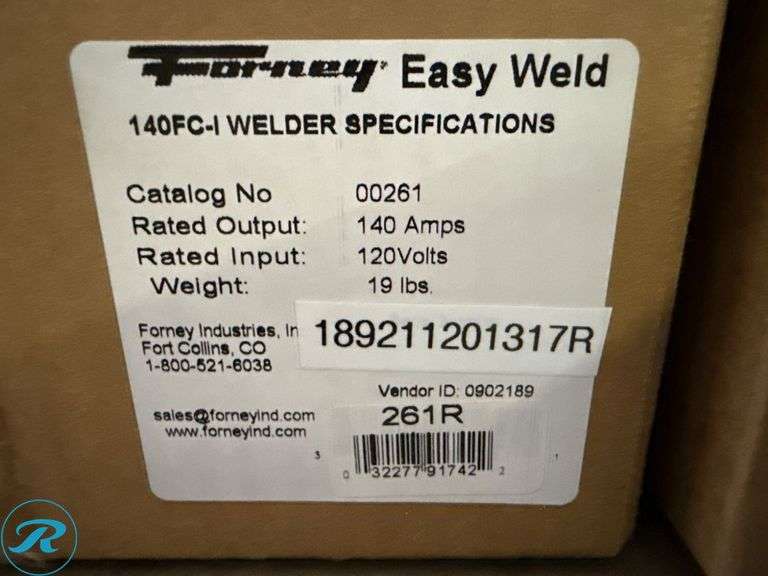 Forney Easy Weld
140FC-I WELDER SPECIFICATIONS
Catalog No 00261
Rated Output: 140 Amps
Rated Input: 120Volts
Weight: 19 lbs.
Forney Industries, In
Fort Collins, CO
1-800-521-6038
189211201317R
Vendor ID: 0902189
sales@forneyind.com
www.forneyind.com
261R
3 0 32277 91742 2 1
R